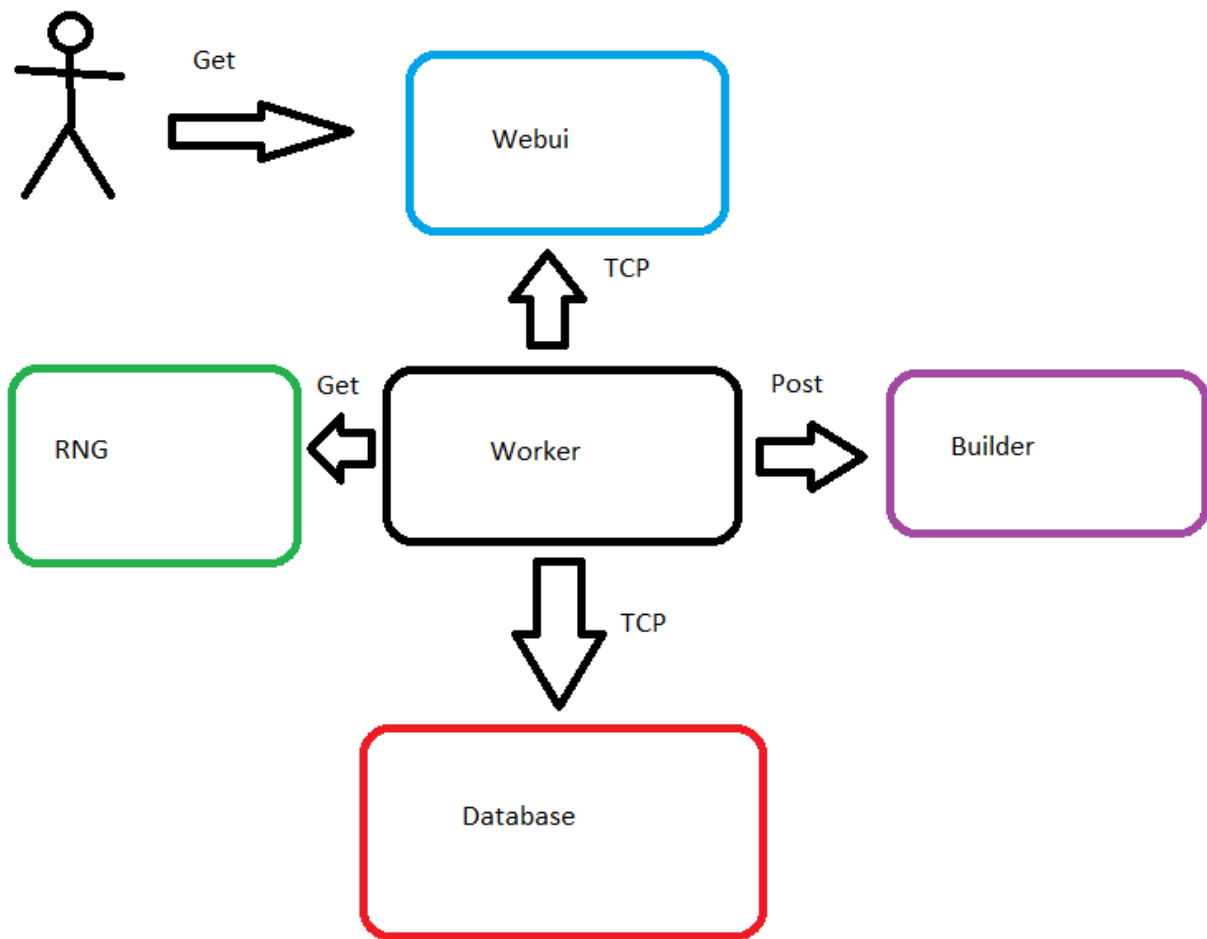 Get
Webui
TCP
Get
Post
RNG
Worker
Builder
TCP
Database